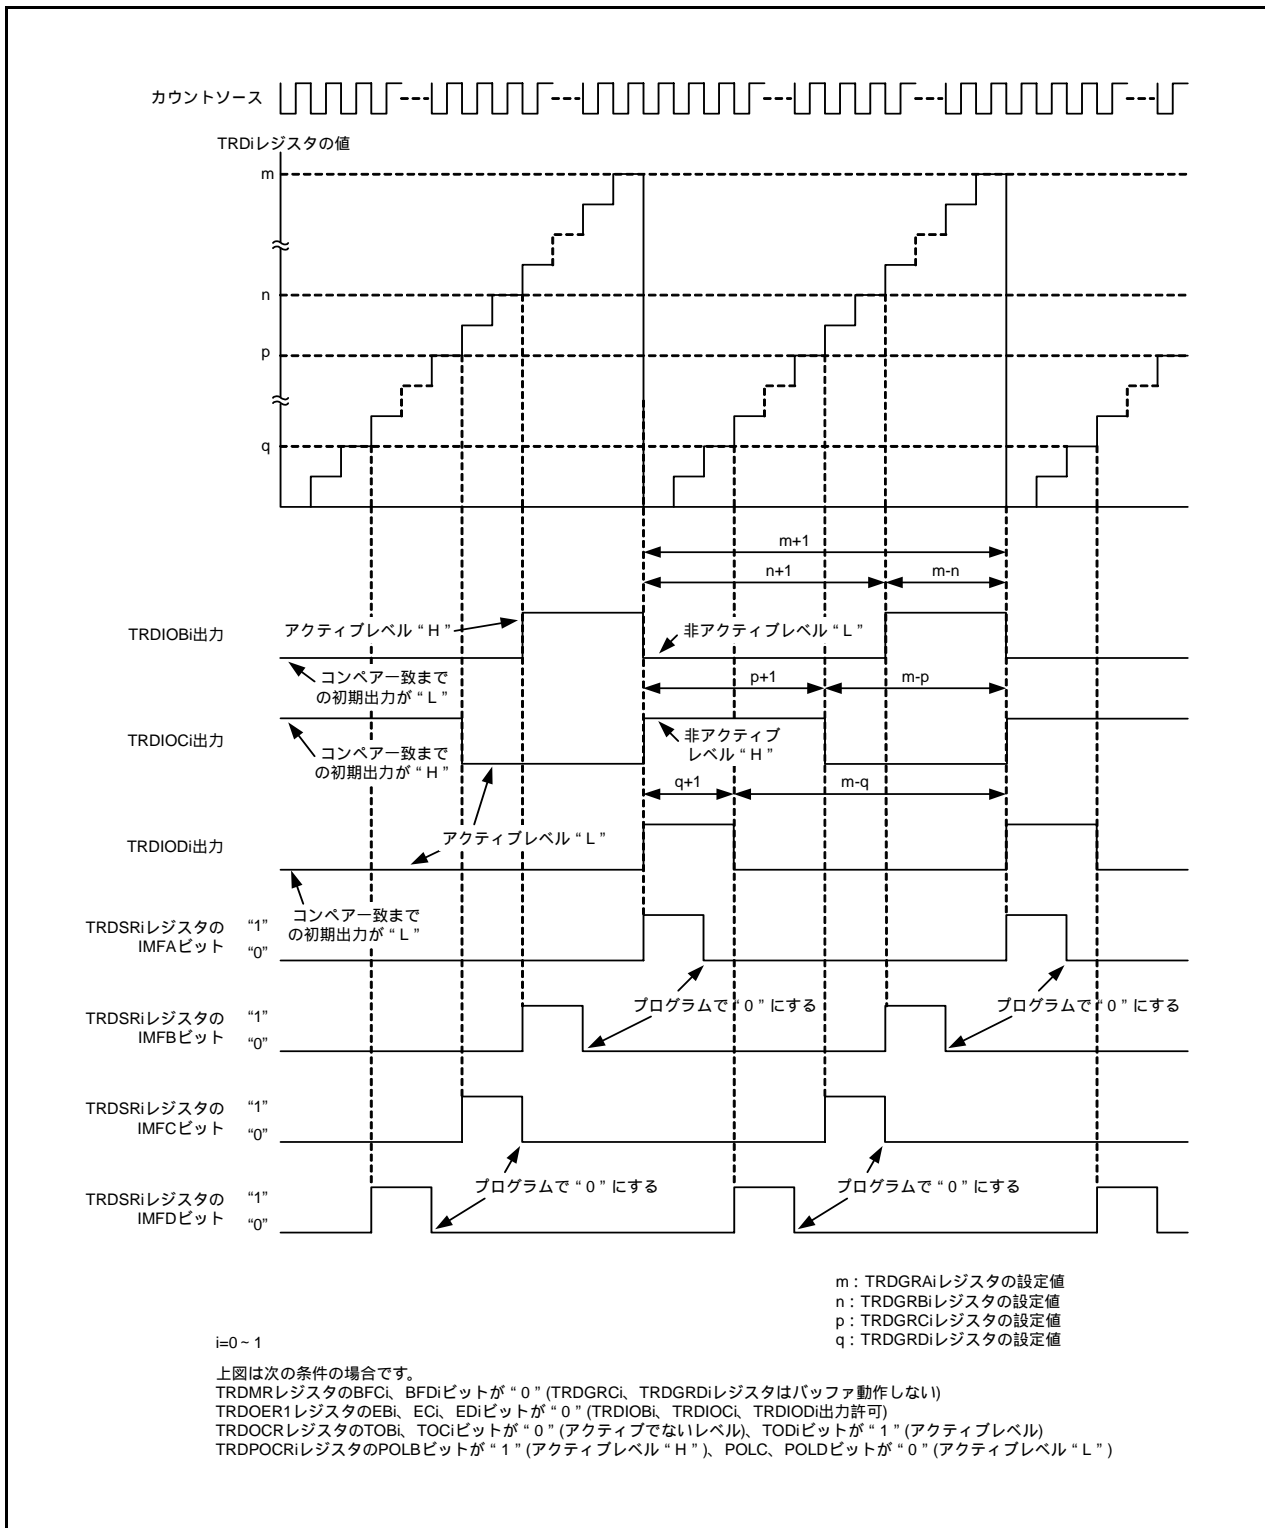 カウントソース
TRDiレジスタの値
m
n
p
q
m+1
n+1
m-n
TRDIOBi出力
アクティブレベル“ H ”
非アクティブレベル“ L ”
コンペア一致まで
の初期出力が“ L ”
p+1
m-p
TRDIOCi出力
コンペア一致まで
の初期出力が“ H ”
非アクティブ
レベル“ H ”
q+1
m-q
TRDIODi出力
アクティブレベル“ L ”
コンペア一致まで
の初期出力が“ L ”
TRDSRiレジスタの
IMFAビット
“1”
“0”
プログラムで“ 0 ”にする
プログラムで“ 0 ”にする
TRDSRiレジスタの
IMFBビット
“1”
“0”
TRDSRiレジスタの
IMFCビット
“1”
“0”
プログラムで“ 0 ”にする
プログラムで“ 0 ”にする
TRDSRiレジスタの
IMFDビット
“1”
“0”
m : TRDGRAiレジスタの設定値
n : TRDGRBiレジスタの設定値
p : TRDGRCiレジスタの設定値
q : TRDGRDiレジスタの設定値
i=0 ~ 1
上図は次の条件の場合です。
TRDMRレジスタのBFCi、BFDiビットが“ 0 ” (TRDGRCi、TRDGRDiレジスタはバッファ動作しない)
TRDOER1レジスタのEBi、ECi、EDiビットが“ 0 ” (TRDIOBi、TRDIOCi、TRDIODi出力許可)
TRDOCRレジスタのTOBi、TOCiビットが“ 0 ” (アクティブでないレベル)、TODiビットが“ 1 ” (アクティブレベル)
TRDPOCRiレジスタのPOLBビットが“ 1 ” (アクティブレベル“ H ” )、POLC、POLDビットが“ 0 ” (アクティブレベル“ L ” )